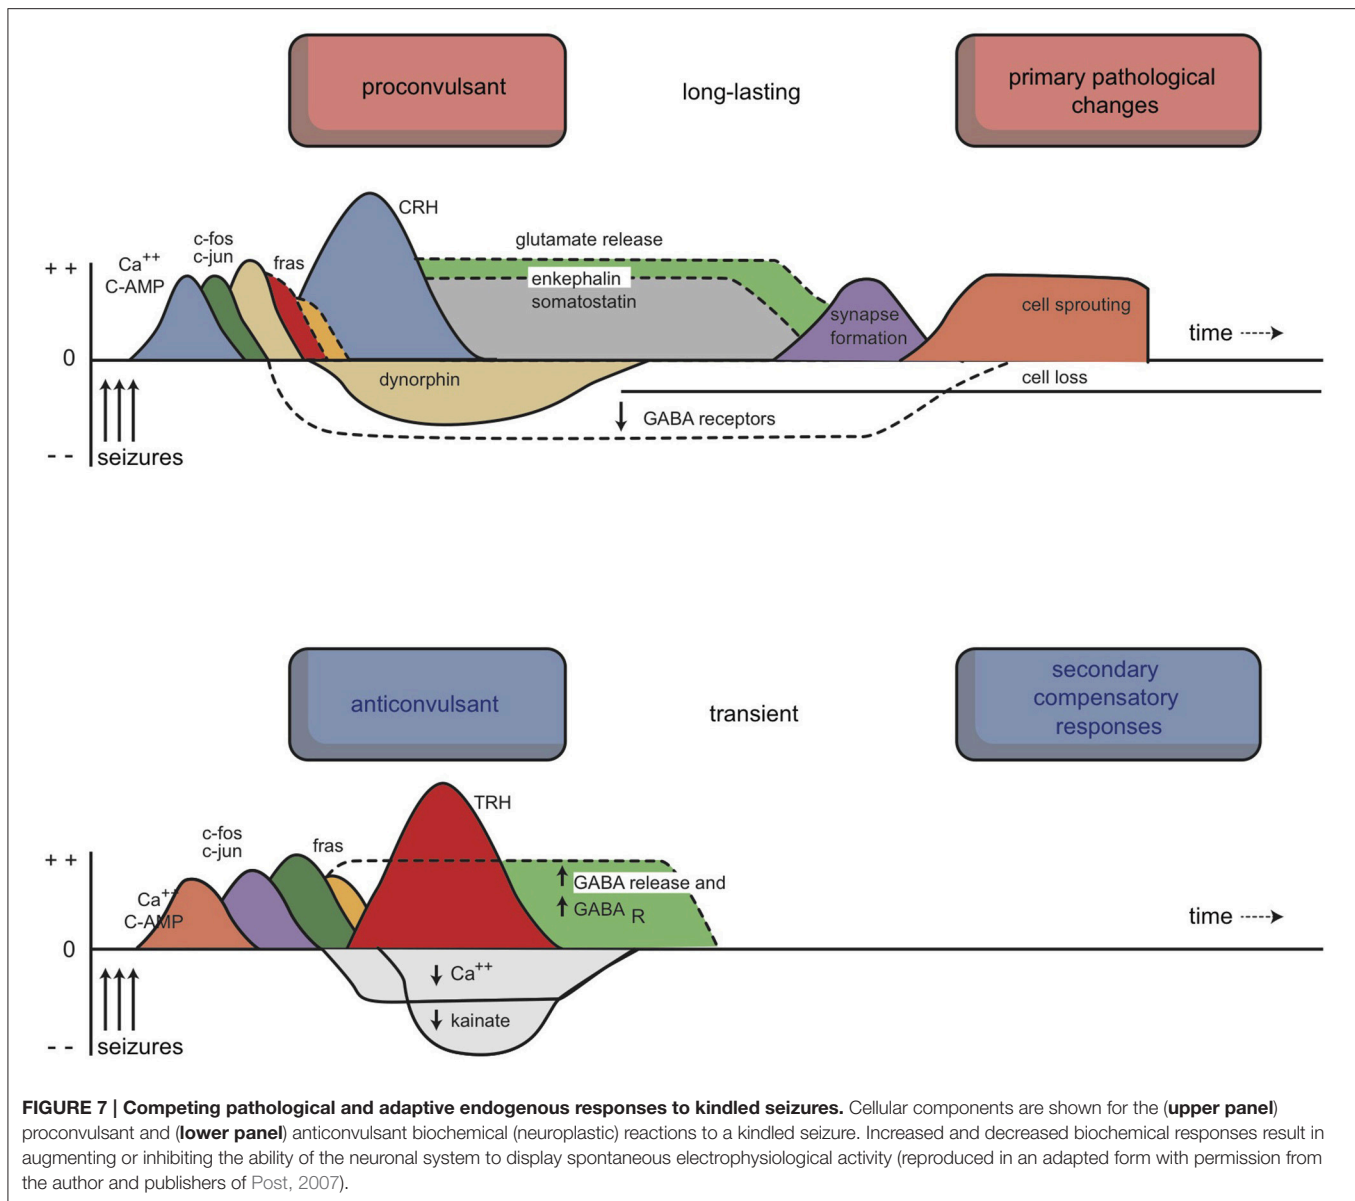 proconvulsant
long-lasting
primary pathological
changes
CRH
c-fos
c-jun
fras
Ca++
C-AMP
glutamate release
enkephalin
somatostatin
synapse
formation
cell sprouting
time
+ +
0
- -
dynorphin
cell loss
GABA receptors
seizures
anticonvulsant
transient
secondary
compensatory
responses
TRH
c-fos
c-jun
fras
Ca++
C-AMP
GABA release and
GABA R
time
+ +
0
- -
Ca++
kainate
seizures
FIGURE 7 | Competing pathological and adaptive endogenous responses to kindled seizures. Cellular components are shown for the (upper panel)
proconvulsant and (lower panel) anticonvulsant biochemical (neuroplastic) reactions to a kindled seizure. Increased and decreased biochemical responses result in
augmenting or inhibiting the ability of the neuronal system to display spontaneous electrophysiological activity (reproduced in an adapted form with permission from
the author and publishers of Post, 2007).